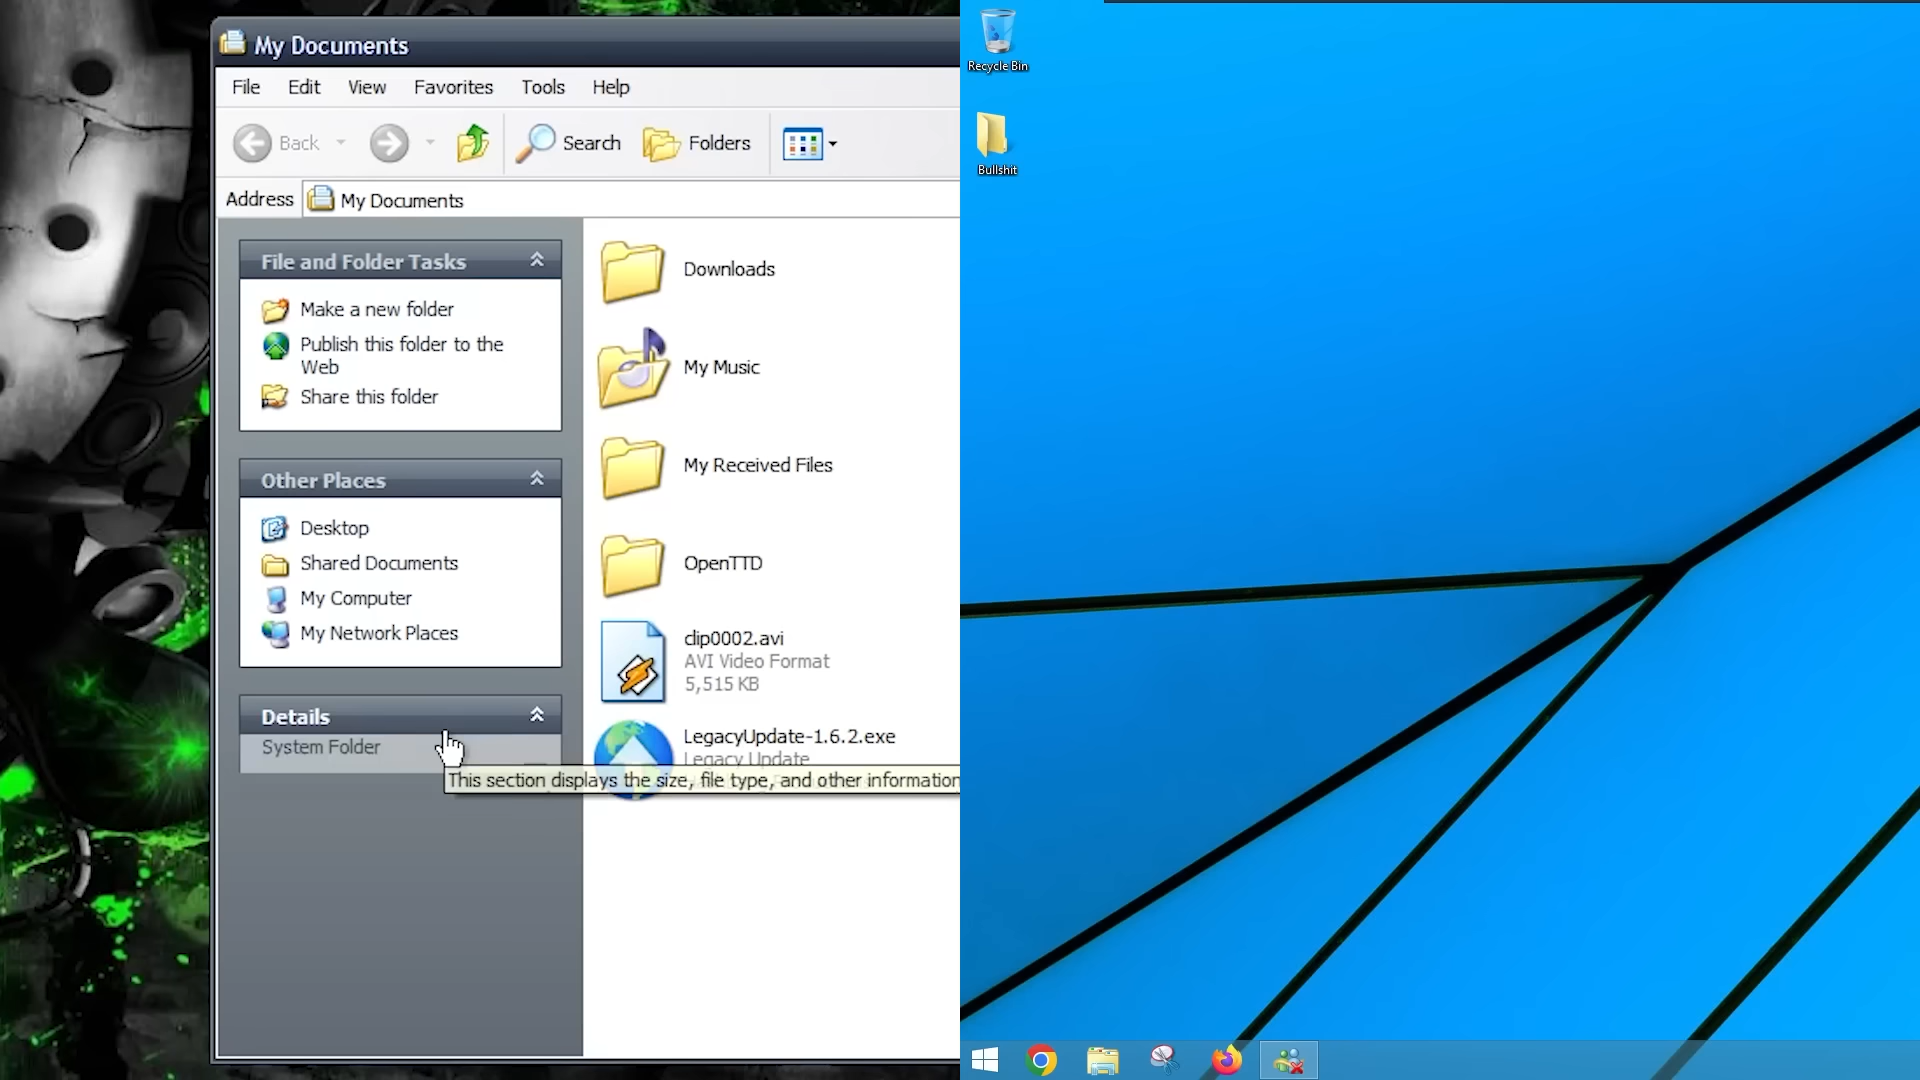 My Documents
File Edit View Favorites Tools Help
Back Search Folders
Address My Documents
File and Folder Tasks
Make a new folder
Publish this folder to the
Web
Share this folder
Other Places
Desktop
Shared Documents
My Computer
My Network Places
Details
System Folder
This section displays the size, file type, and other information
Downloads
My Music
My Received Files
OpenTTD
clip0002.avi
AVI Video Format
5,515 KB
LegacyUpdate-1.6.2.exe
Legacy Update
Recycle Bin
Bullshit